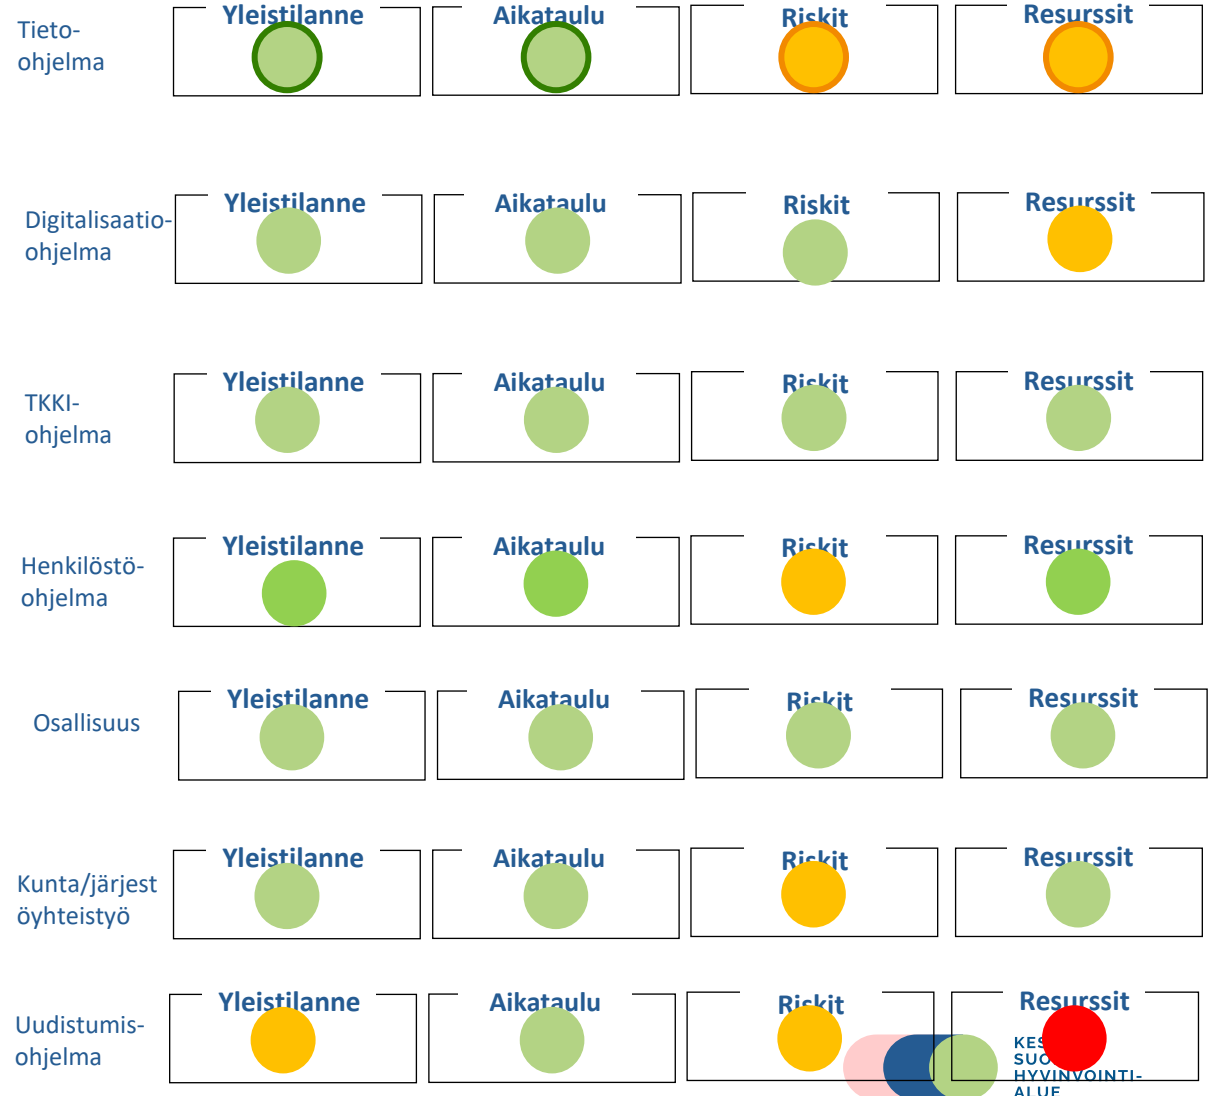 Tieto-
ohjelma
Yleistilanne
Aikataulu
Riskit
Resurssit
Digitalisaatio-
ohjelma
Yleistilanne
Aikataulu
Riskit
Resurssit
TKKI-
ohjelma
Yleistilanne
Aikataulu
Riskit
Resurssit
Henkilöstö-
ohjelma
Yleistilanne
Aikataulu
Riskit
Resurssit
Osallisuus
Yleistilanne
Aikataulu
Riskit
Resurssit
Kunta/järjest
öyhteistyö
Yleistilanne
Aikataulu
Riskit
Resurssit
Uudistumis-
ohjelma
Yleistilanne
Aikataulu
Riskit
Resurssit
HYVINVOINTI-
ALUE